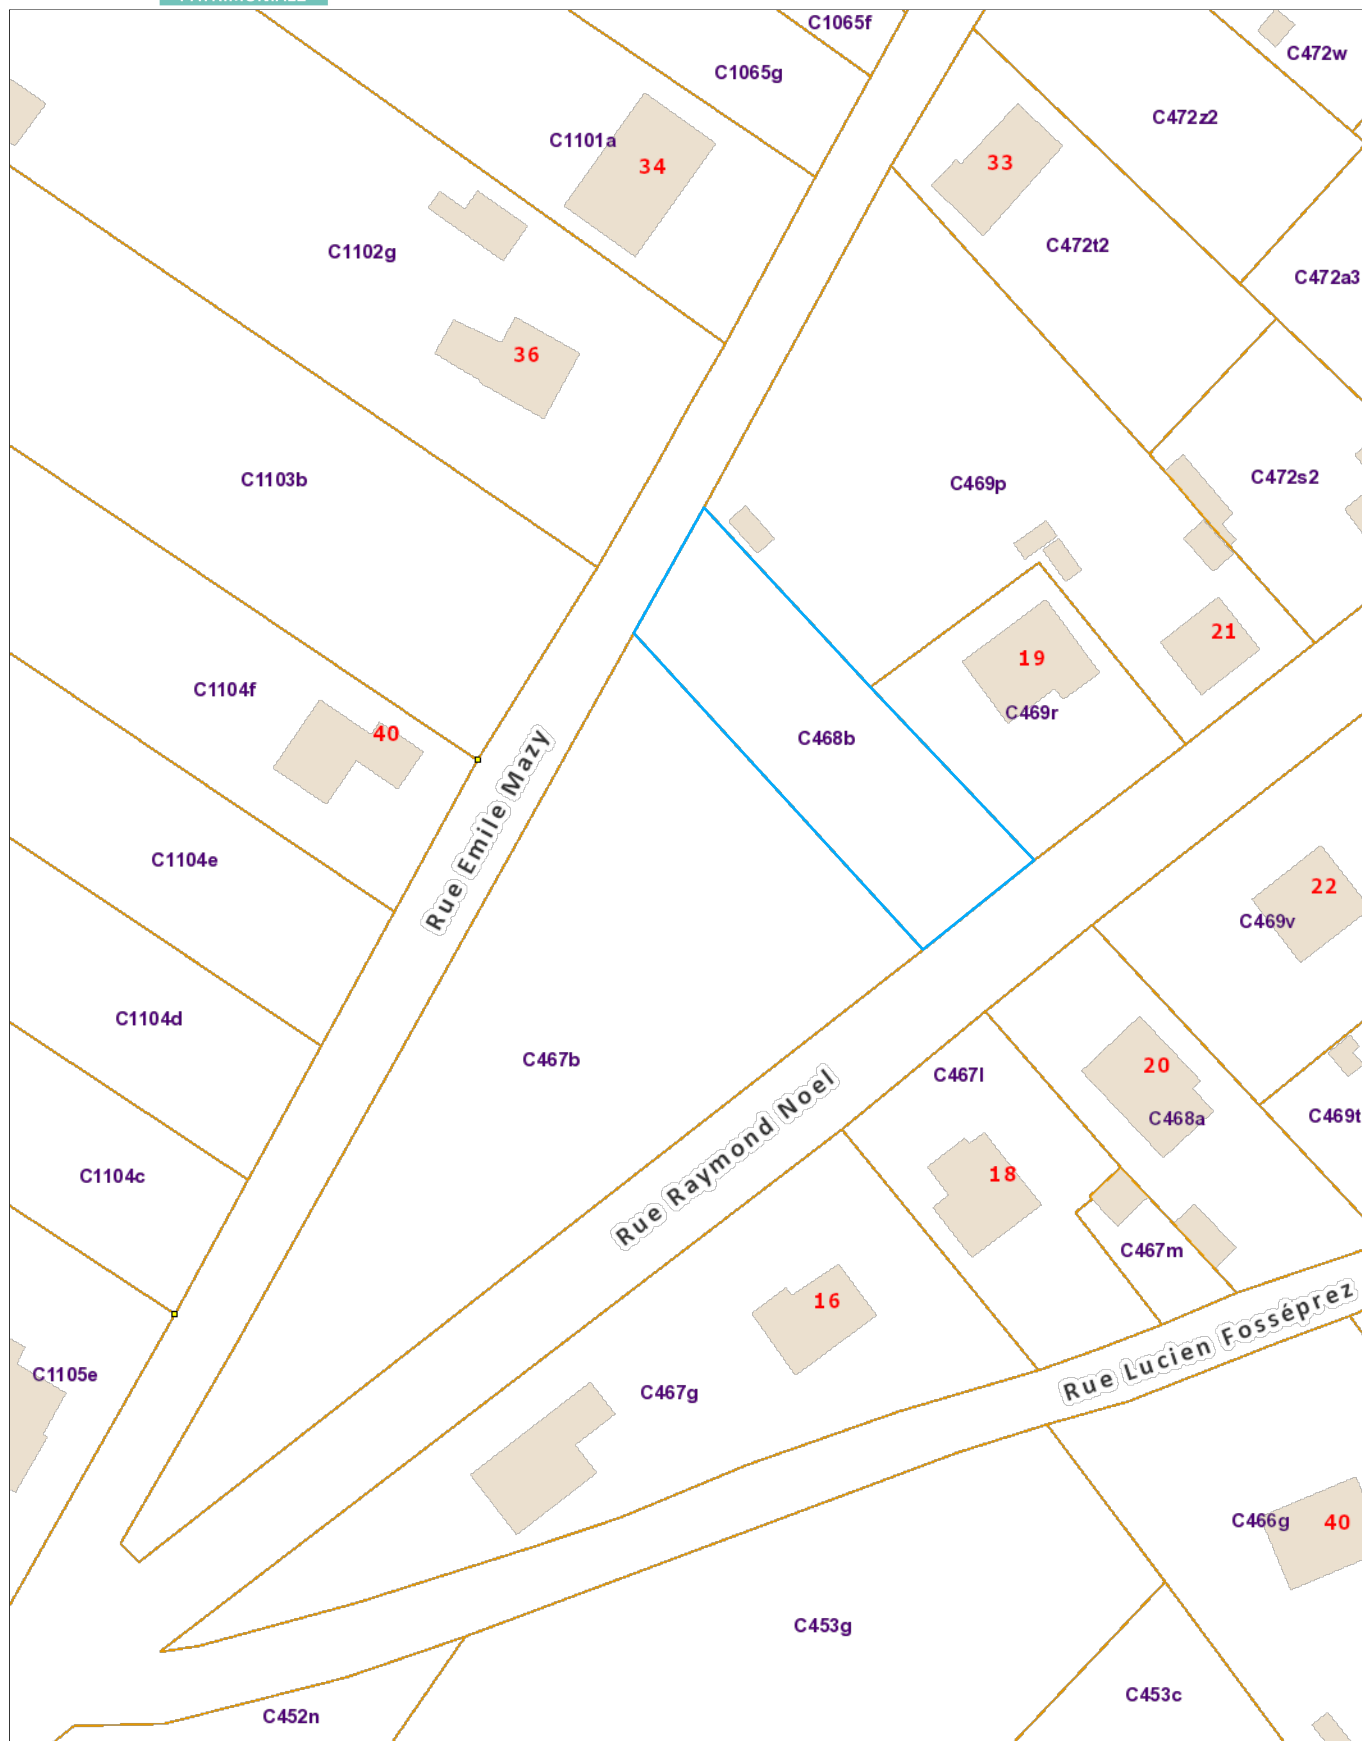 C1065f
C472w
C1065g
C472z2
C1101a
34
33
C1102g
C472t2
C472a3
36
C1103b
C469p
C472s2
21
19
C1104f
C469r
40
C468b
Rue Emile Mazy
C1104e
22
C469v
C1104d
C467b
20
C467l
Rue Raymond Noel
C468a
C469t
C1104c
18
C467m
16
Rue Lucien Fosséprez
C1105e
C467g
C466g
40
C453g
C453c
C452n